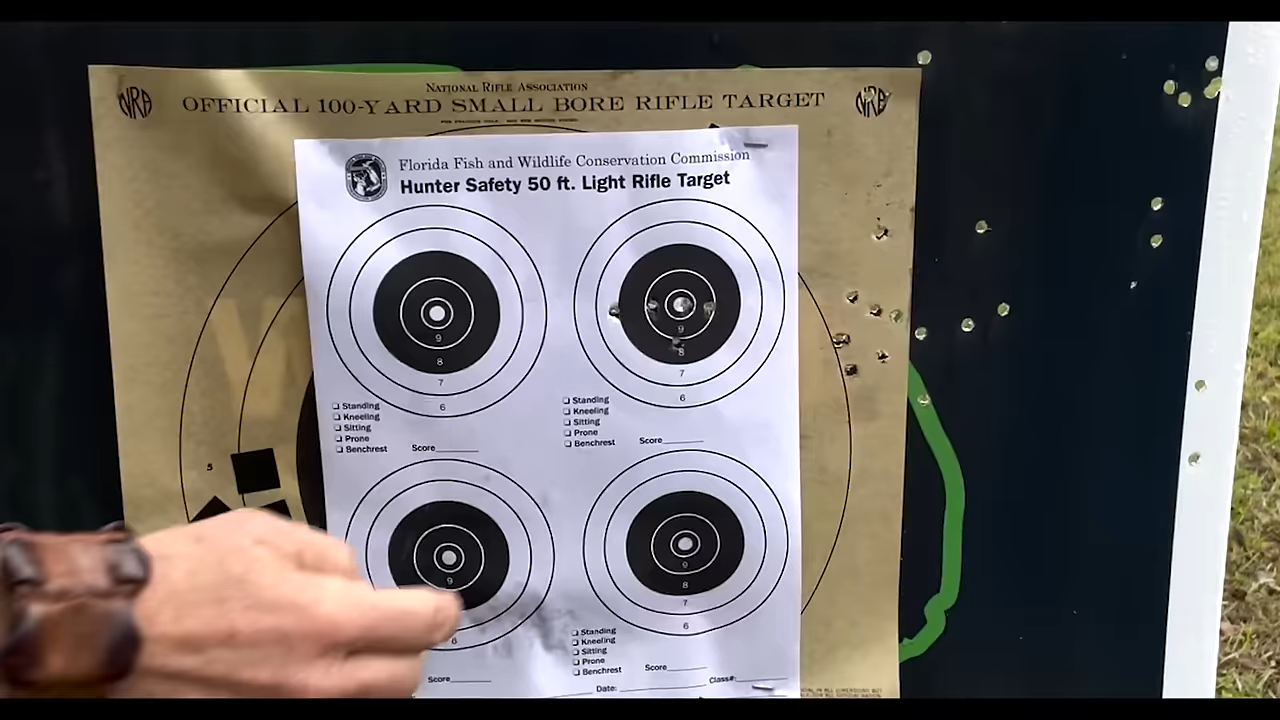 NATIONAL RIFLE ASSOCIATION
NRA
OFFICIAL 100-YARD SMALL BORE RIFLE TARGET
NRA
Florida Fish and Wildlife Conservation Commission
Hunter Safety 50 ft. Light Rifle Target
9
8
7
6
9
8
7
6
Standing
Kneeling
Sitting
Prone
Benchrest
Score
Standing
Kneeling
Sitting
Prone
Benchrest
Score
5
9
6
9
8
7
6
Standing
Kneeling
Sitting
Prone
Benchrest
Score
Score
Date: Class#: